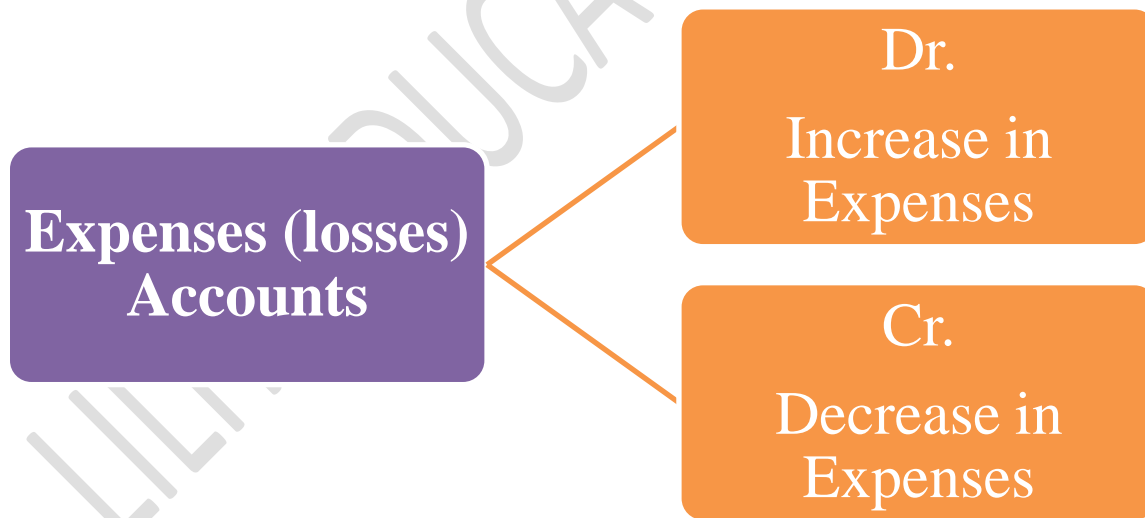 Expenses (losses)
Accounts
Dr.
Increase in
Expenses
Cr.
Decrease in
Expenses